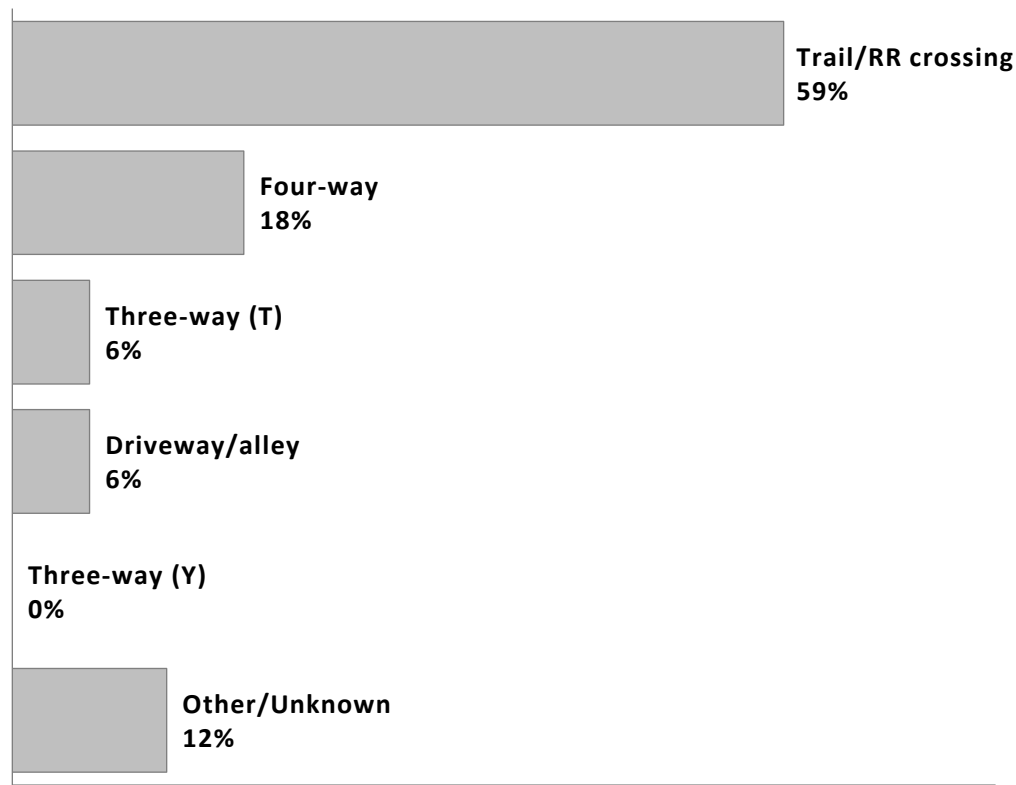 Trail/RR crossing
59%
Four-way
18%
Three-way (T)
6%
Driveway/alley
6%
Three-way (Y)
0%
Other/Unknown
12%